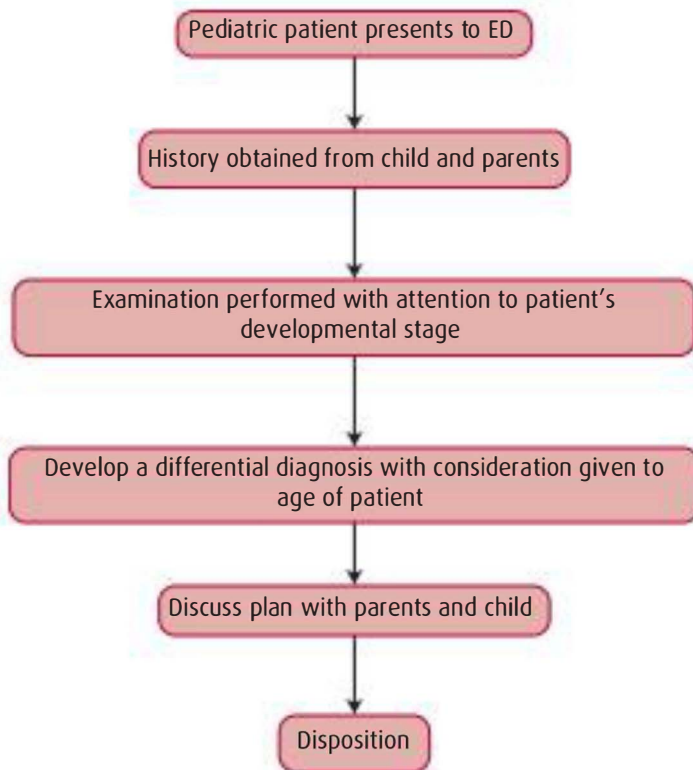 Pediatric patient presents to ED
History obtained from child and parents
Examination performed with attention to patient’s
developmental stage
Develop a differential diagnosis with consideration given to
age of patient
Discuss plan with parents and child
Disposition